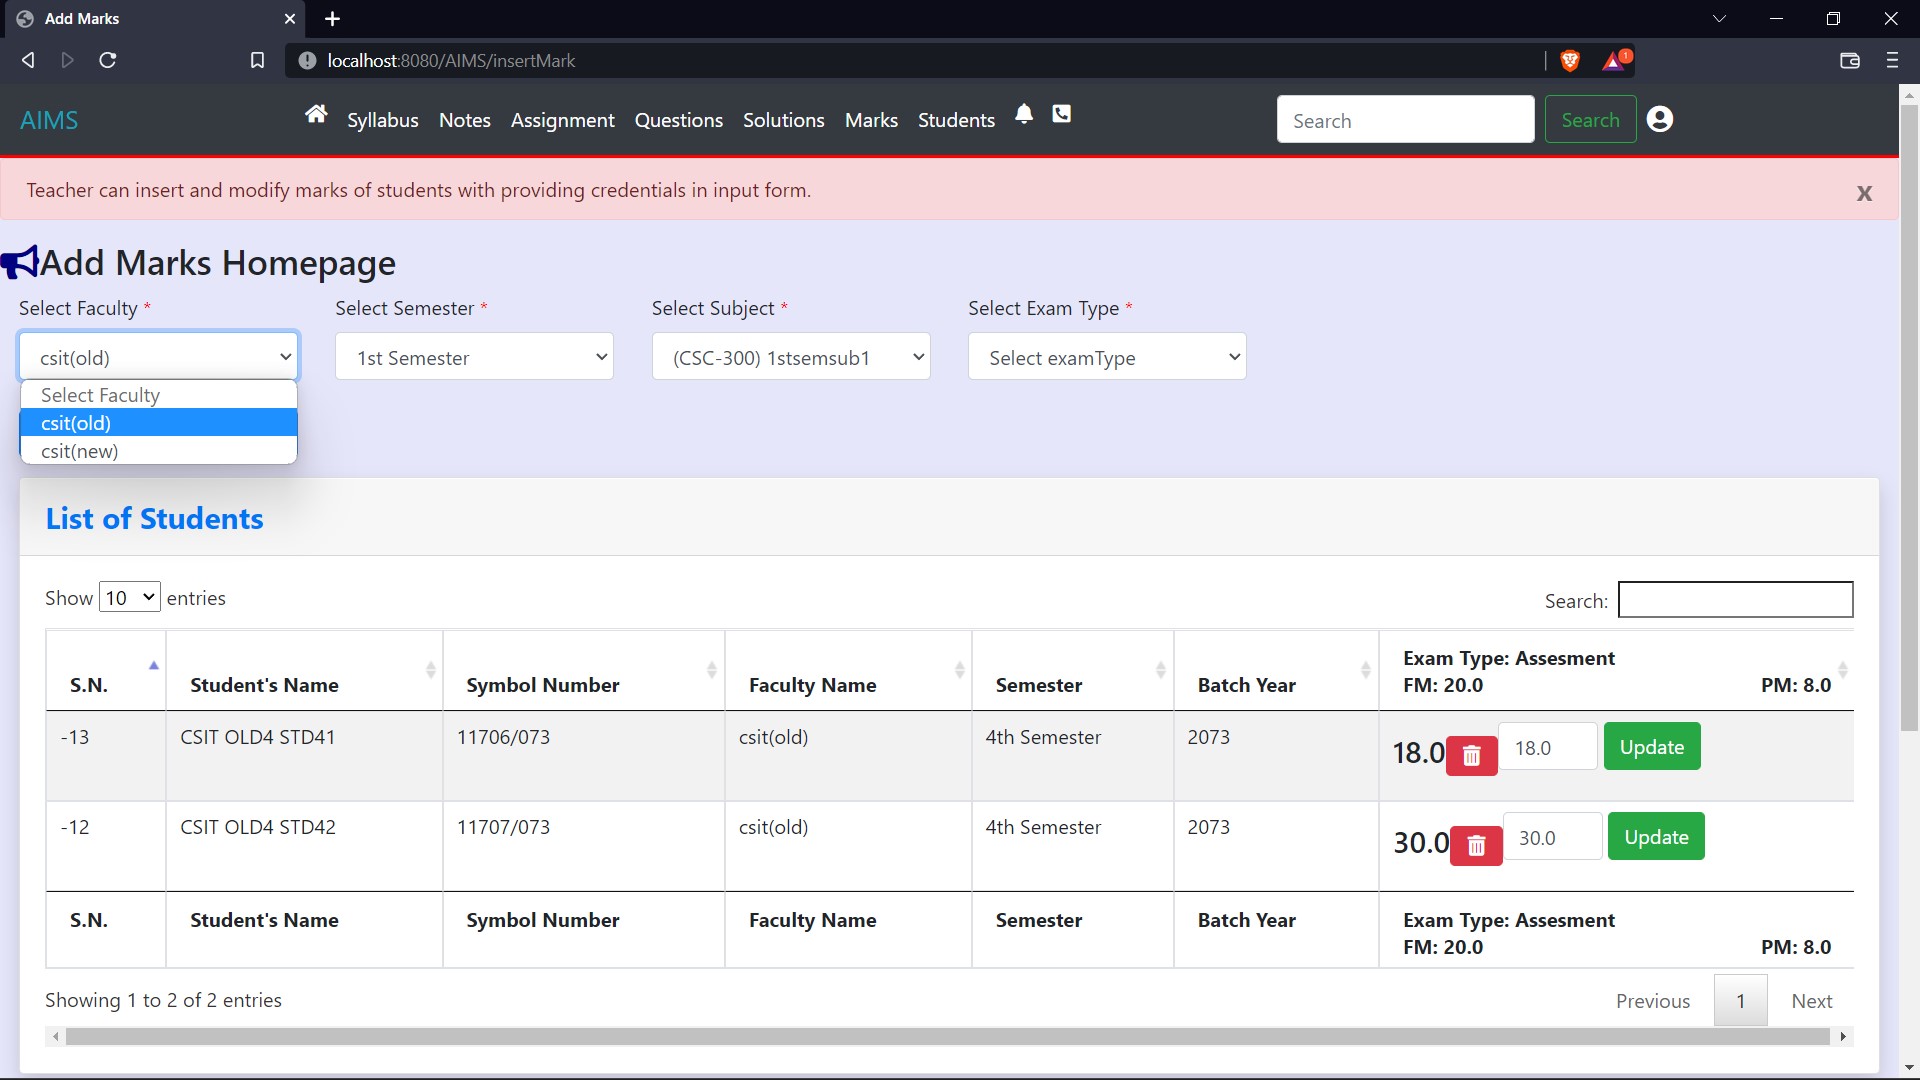 Add Marks
localhost:8080/AIMS/insertMark
1
AIMS
Syllabus Notes Assignment Questions Solutions Marks Students
Search
Search
Teacher can insert and modify marks of students with providing credentials in input form.
x
Add Marks Homepage
Select Faculty * Select Semester * Select Subject * Select Exam Type *
csit(old) 1st Semester (CSC-300) 1stsemsub1 Select examType
Select Faculty
csit(old)
csit(new)
List of Students
Show 10 entries
Search:
S.N. Student's Name Symbol Number Faculty Name Semester Batch Year Exam Type: Assesment
FM: 20.0 PM: 8.0
-13 CSIT OLD4 STD41 11706/073 csit(old) 4th Semester 2073 18.0 18.0 Update
-12 CSIT OLD4 STD42 11707/073 csit(old) 4th Semester 2073 30.0 30.0 Update
S.N. Student's Name Symbol Number Faculty Name Semester Batch Year Exam Type: Assesment
FM: 20.0 PM: 8.0
Showing 1 to 2 of 2 entries
Previous 1 Next